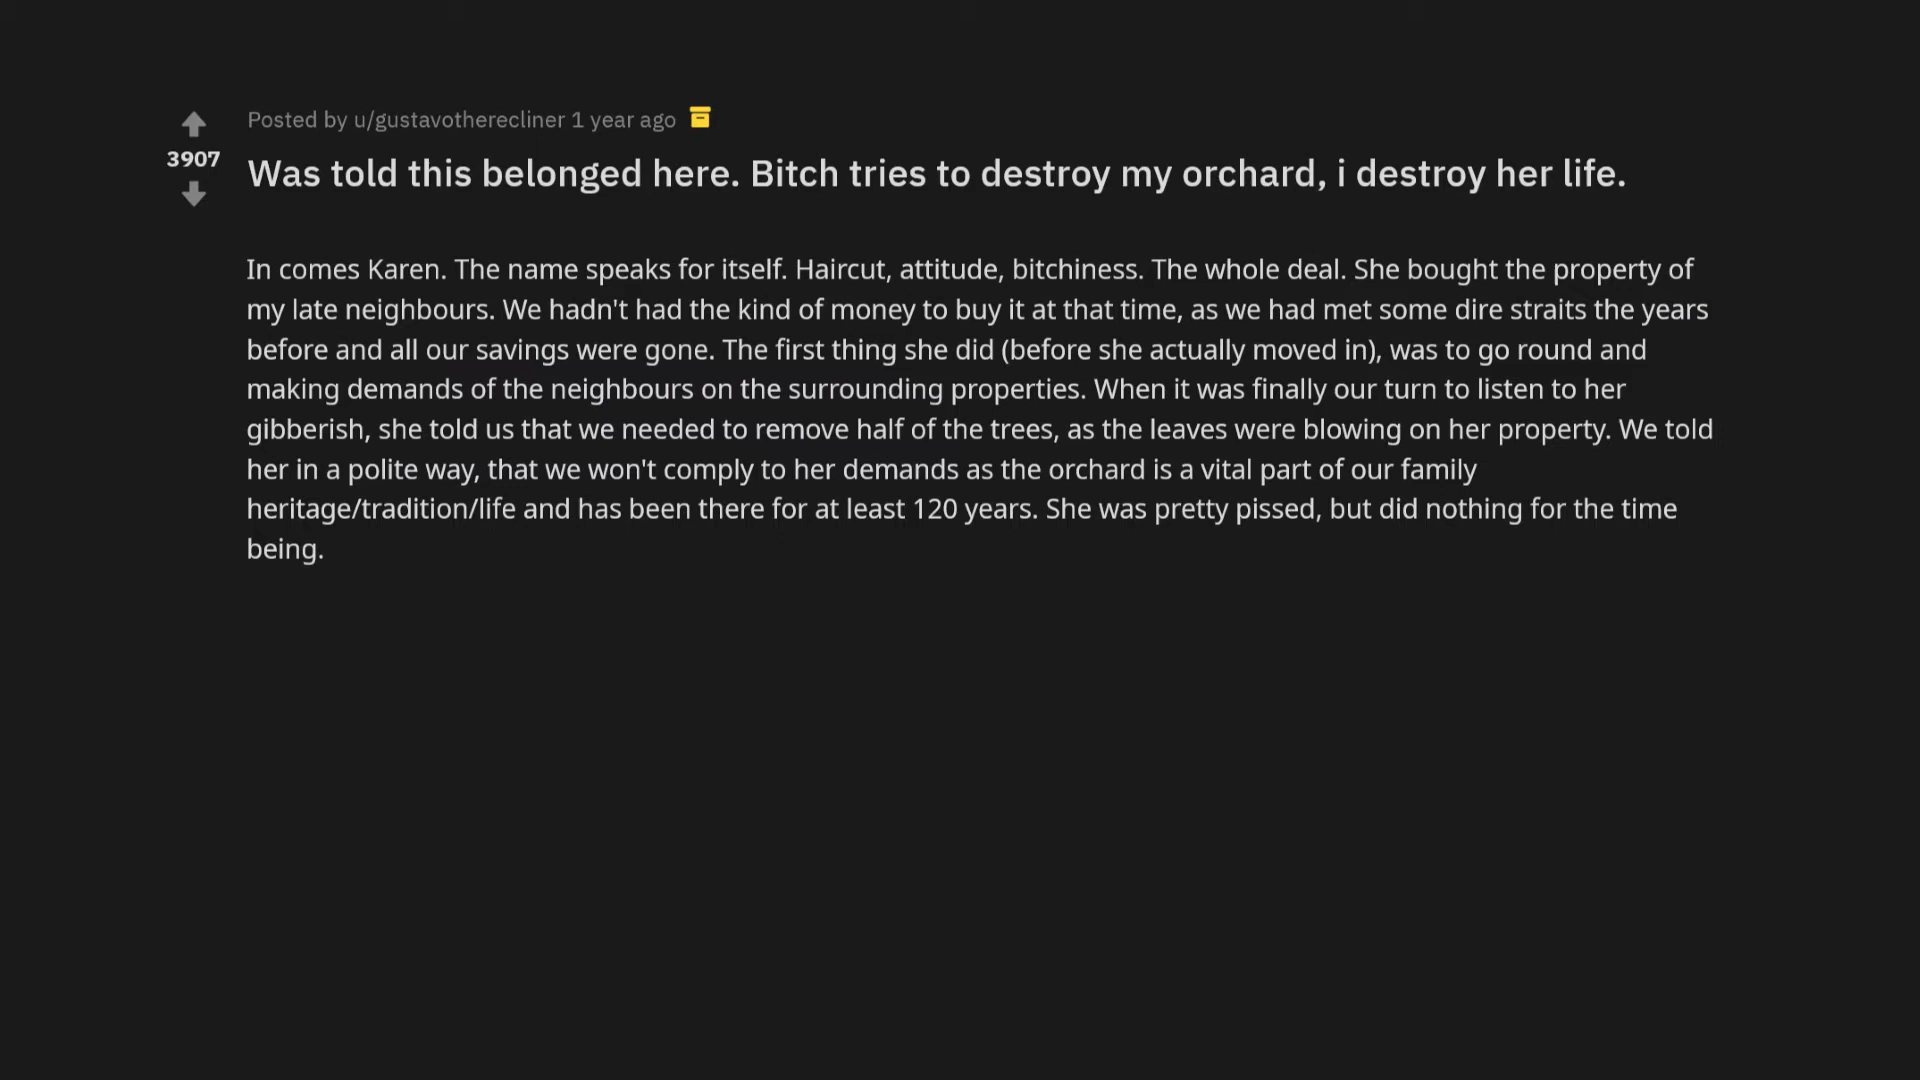 Posted by u/gustavotherecliner 1 year ago
3907
Was told this belonged here. Bitch tries to destroy my orchard, i destroy her life.
In comes Karen. The name speaks for itself. Haircut, attitude, bitchiness. The whole deal. She bought the property of
my late neighbours. We hadn't had the kind of money to buy it at that time, as we had met some dire straits the years
before and all our savings were gone. The first thing she did (before she actually moved in), was to go round and
making demands of the neighbours on the surrounding properties. When it was finally our turn to listen to her
gibberish, she told us that we needed to remove half of the trees, as the leaves were blowing on her property. We told
her in a polite way, that we won't comply to her demands as the orchard is a vital part of our family
heritage/tradition/life and has been there for at least 120 years. She was pretty pissed, but did nothing for the time
being.